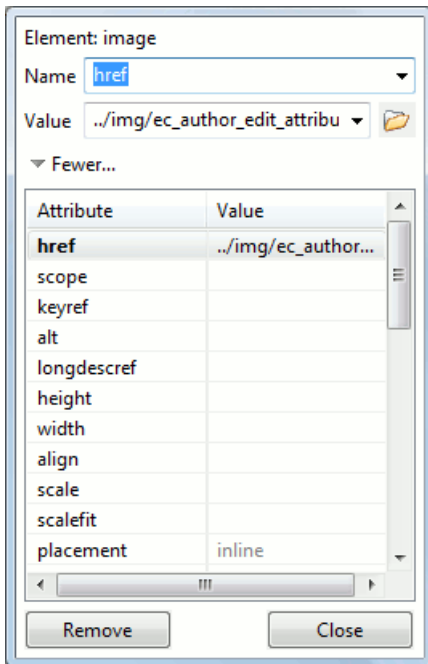 Element: image
Name href
Value ../img/ec_author_edit_attribu
Fewer...
Attribute Value
href ../img/ec_author...
scope
keyref
alt
longdescref
height
width
align
scale
scalefit
placement inline
Remove Close